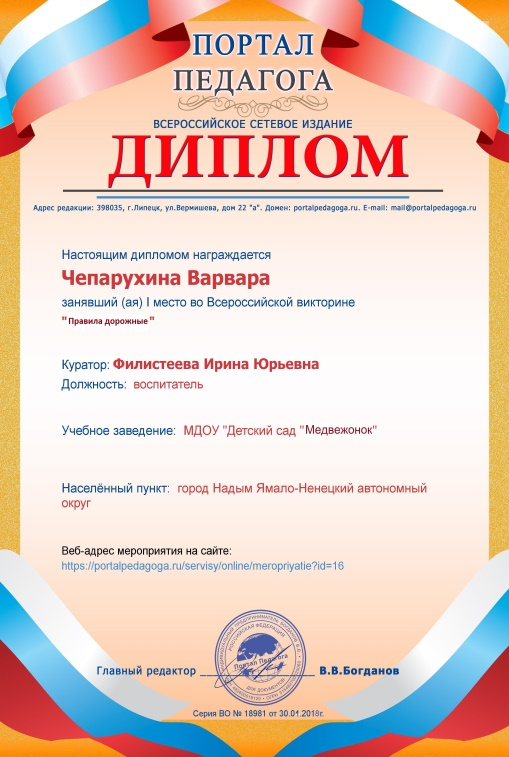 ПОРТАЛ
ПЕДАГОГА
ВСЕРОССИЙСКОЕ СЕТЕВОЕ ИЗДАНИЕ
ДИПЛОМ
Адрес редакции: 398035, г.Липецк, ул.Вермишева, дом 22 "а". Домен: portalpedagoga.ru. E-mail: mail@portalpedagoga.ru
Настоящим дипломом награждается
Чепарухина Варвара
занявший (ая) I место во Всероссийской викторине
"Правила дорожные"
Куратор: Филистеева Ирина Юрьевна
Должность: воспитатель
Учебное заведение: МДОУ "Детский сад "Медвежонок"
Населённый пункт: город Надым Ямало-Ненецкий автономный
округ
Веб-адрес мероприятия на сайте:
https://portalpedagoga.ru/servisy/online/meropriyatie?id=16
РОССИЙСКАЯ ФЕДЕРАЦИЯ
Портал Педагога
ДЛЯ ДОКУМЕНТОВ
Главный редактор В.В.Богданов
Серия ВО № 18981 от 30.01.2018г.